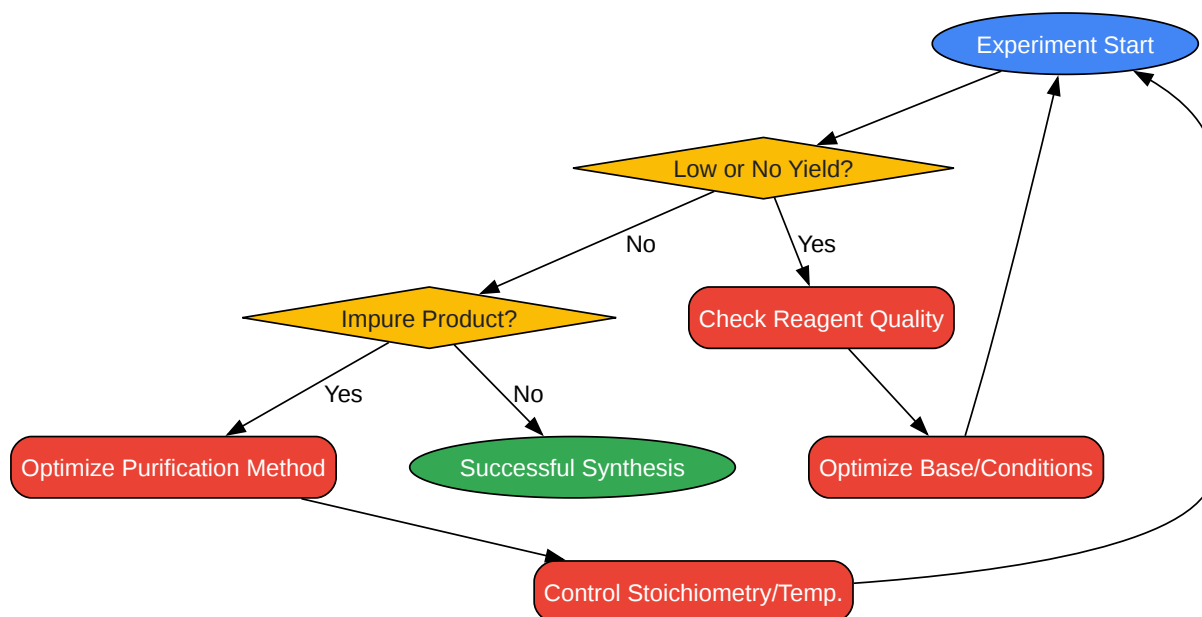 Experiment Start
Low or No Yield?
No
Yes
Impure Product?
Check Reagent Quality
Yes
No
Optimize Purification Method
Successful Synthesis
Optimize Base/Conditions
Control Stoichiometry/Temp.